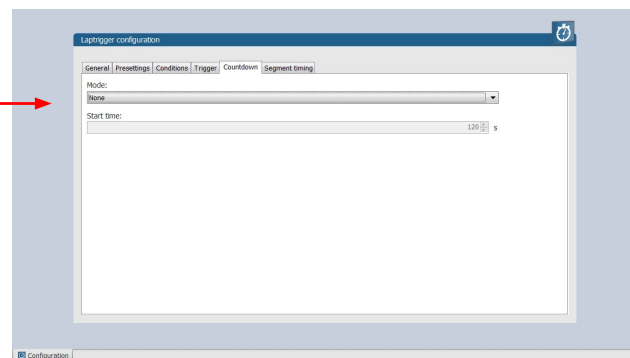 Laptrigger configuration
General Presettings Conditions Trigger Countdown Segment timing
Mode:
None
Start time:
120 s
Configuration